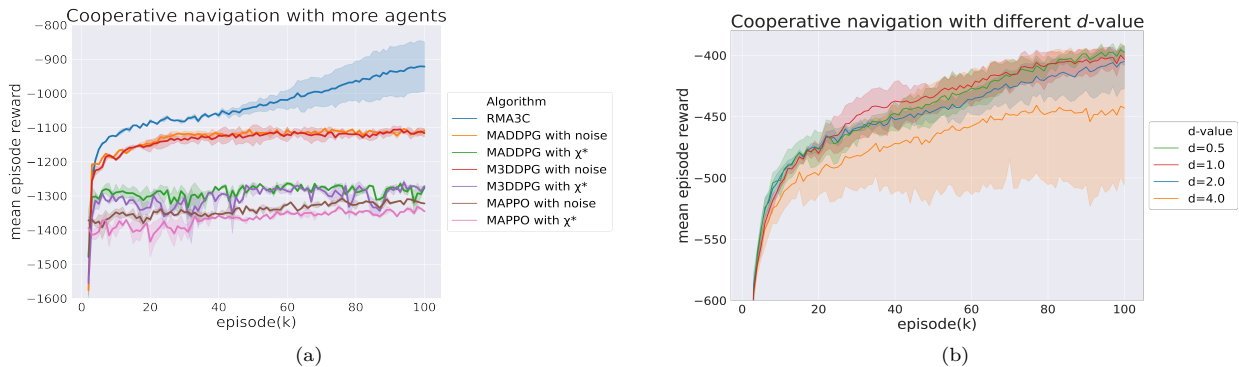 Cooperative navigation with more agents
−800
−900
−1000
−1100
−1200
−1300
−1400
−1500
−1600
mean episode reward
0 20 40 60 80 100
episode(k)
Algorithm
RMA3C
MADDPG with noise
MADDPG with χ*
M3DDPG with noise
M3DDPG with χ*
MAPPO with noise
MAPPO with χ*
(a)
Cooperative navigation with different d-value
−400
−450
−500
−550
−600
mean episode reward
0 20 40 60 80 100
episode(k)
d-value
d=0.5
d=1.0
d=2.0
d=4.0
(b)